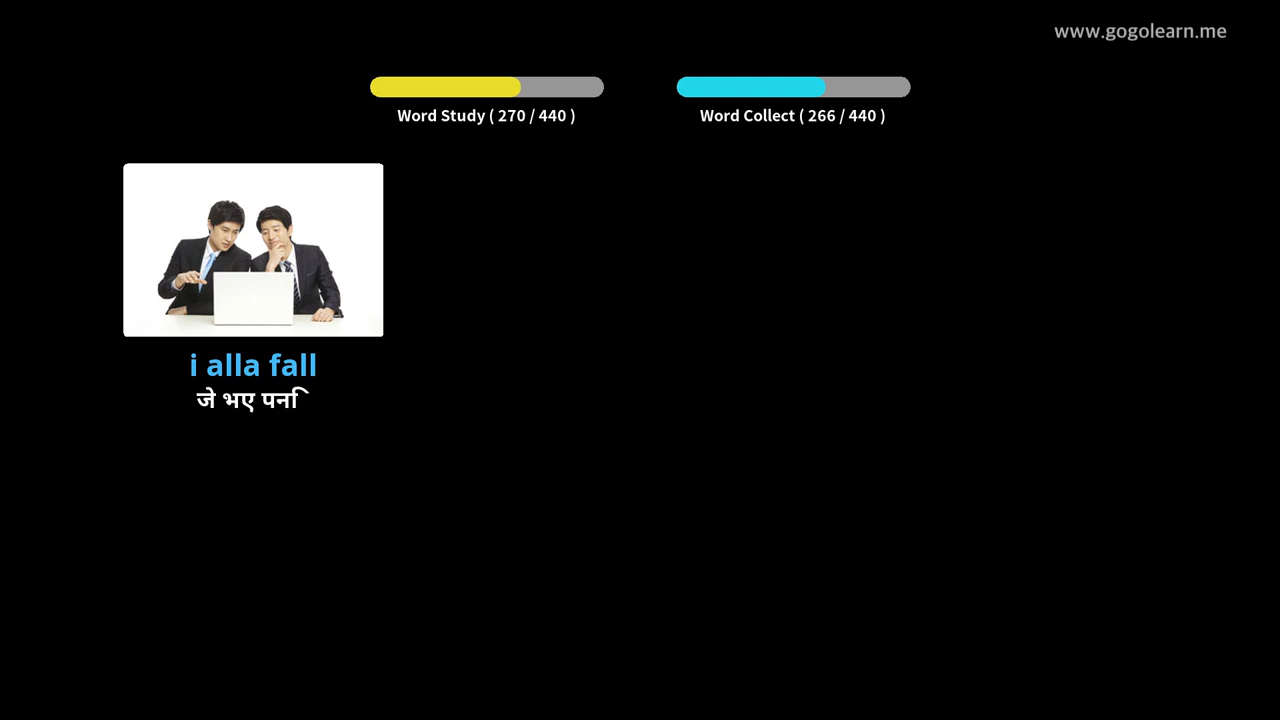 www.gogolearn.me
Word Study ( 270 / 440 )
Word Collect ( 266 / 440 )
i alla fall
जे भए पनि